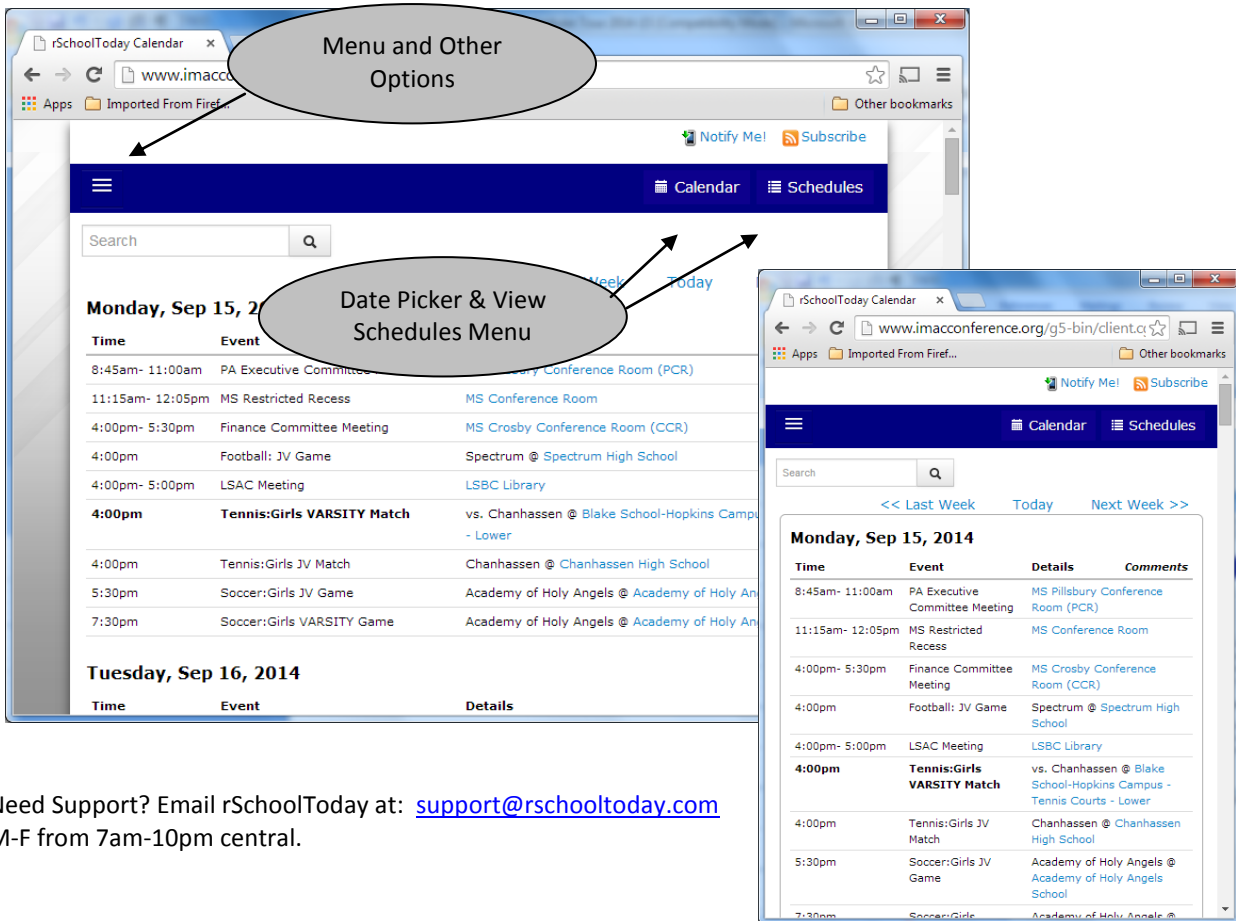 rSchoolToday Calendar
Menu and Other
Options
www.imacco
Apps Imported From Firef... Other bookmarks
Notify Me! Subscribe
Calendar Schedules
Search
Week Today
Date Picker & View
Schedules Menu
Monday, Sep 15, 2
Time Event
8:45am- 11:00am PA Executive Committee Conference Room (PCR)
11:15am- 12:05pm MS Restricted Recess MS Conference Room
4:00pm- 5:30pm Finance Committee Meeting MS Crosby Conference Room (CCR)
4:00pm Football: JV Game Spectrum @ Spectrum High School
4:00pm- 5:00pm LSAC Meeting LSBC Library
4:00pm Tennis:Girls VARSITY Match vs. Chanhassen @ Blake School-Hopkins Campu
- Lower
4:00pm Tennis:Girls JV Match Chanhassen @ Chanhassen High School
5:30pm Soccer:Girls JV Game Academy of Holy Angels @ Academy of Holy An
7:30pm Soccer:Girls VARSITY Game Academy of Holy Angels @ Academy of Holy An
Tuesday, Sep 16, 2014
Time Event Details
rSchoolToday Calendar
www.imacconference.org/g5-bin/client.c
Apps Imported From Firef... Other bookmarks
Notify Me! Subscribe
Calendar Schedules
Search
<< Last Week Today Next Week >>
Monday, Sep 15, 2014
Time Event Details Comments
8:45am- 11:00am PA Executive MS Pillsbury Conference
Committee Meeting Room (PCR)
11:15am- 12:05pm MS Restricted MS Conference Room
Recess
4:00pm- 5:30pm Finance Committee MS Crosby Conference
Meeting Room (CCR)
4:00pm Football: JV Game Spectrum @ Spectrum High
School
4:00pm- 5:00pm LSAC Meeting LSBC Library
4:00pm Tennis:Girls vs. Chanhassen @ Blake
VARSITY Match School-Hopkins Campus -
Tennis Courts - Lower
4:00pm Tennis:Girls JV Chanhassen @ Chanhassen
Match High School
5:30pm Soccer:Girls JV Academy of Holy Angels @
Game Academy of Holy Angels
School
7:30pm Soccer:Girls Academy of Holy Angels @
Need Support? Email rSchoolToday at: support@rschooltoday.com
M-F from 7am-10pm central.